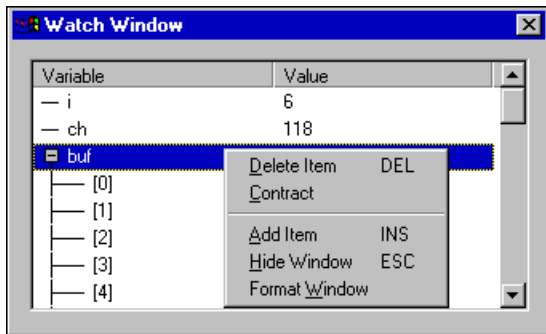 Watch Window
Variable Value
i 6
ch 118
buf
[0]
[1]
[2]
[3]
[4]
Delete Item DEL
Contract
Add Item INS
Hide Window ESC
Format Window